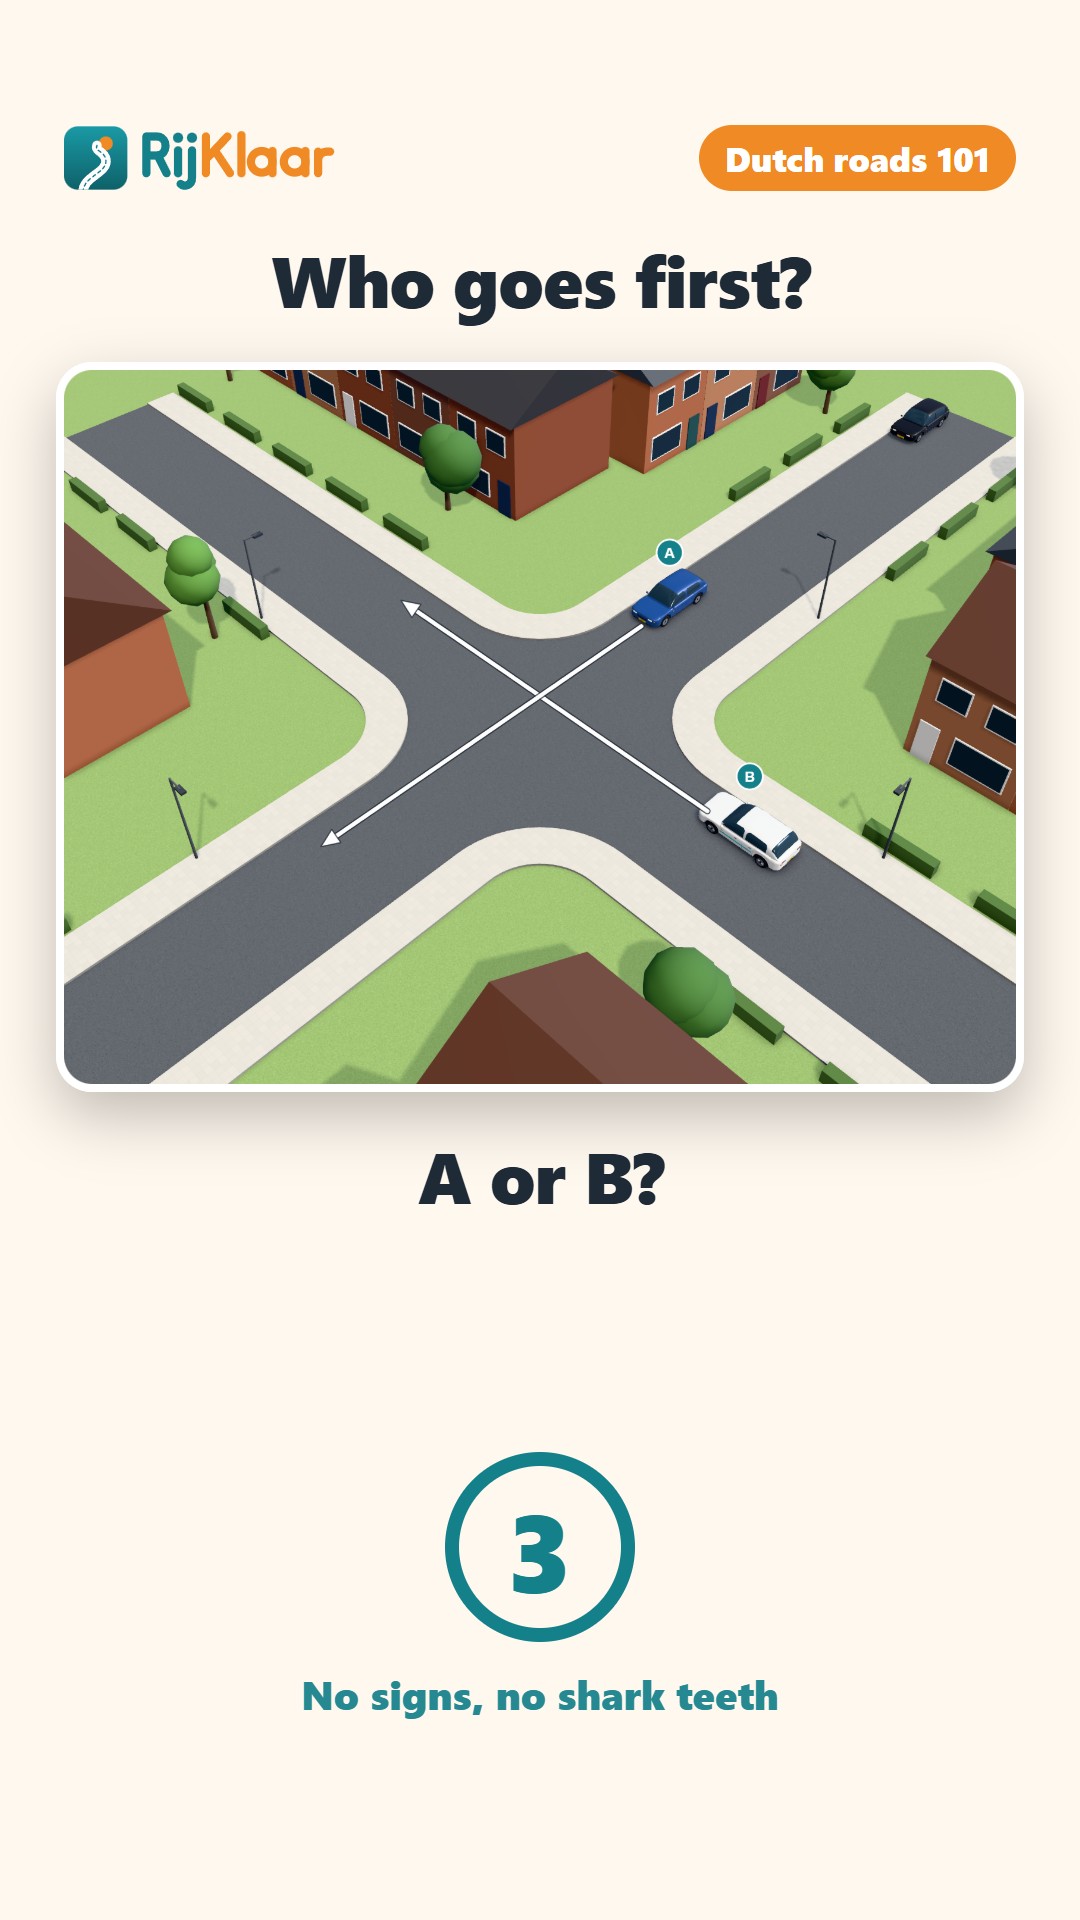 RijKlaar
Dutch roads 101
Who goes first?
A
B
A or B?
3
No signs, no shark teeth